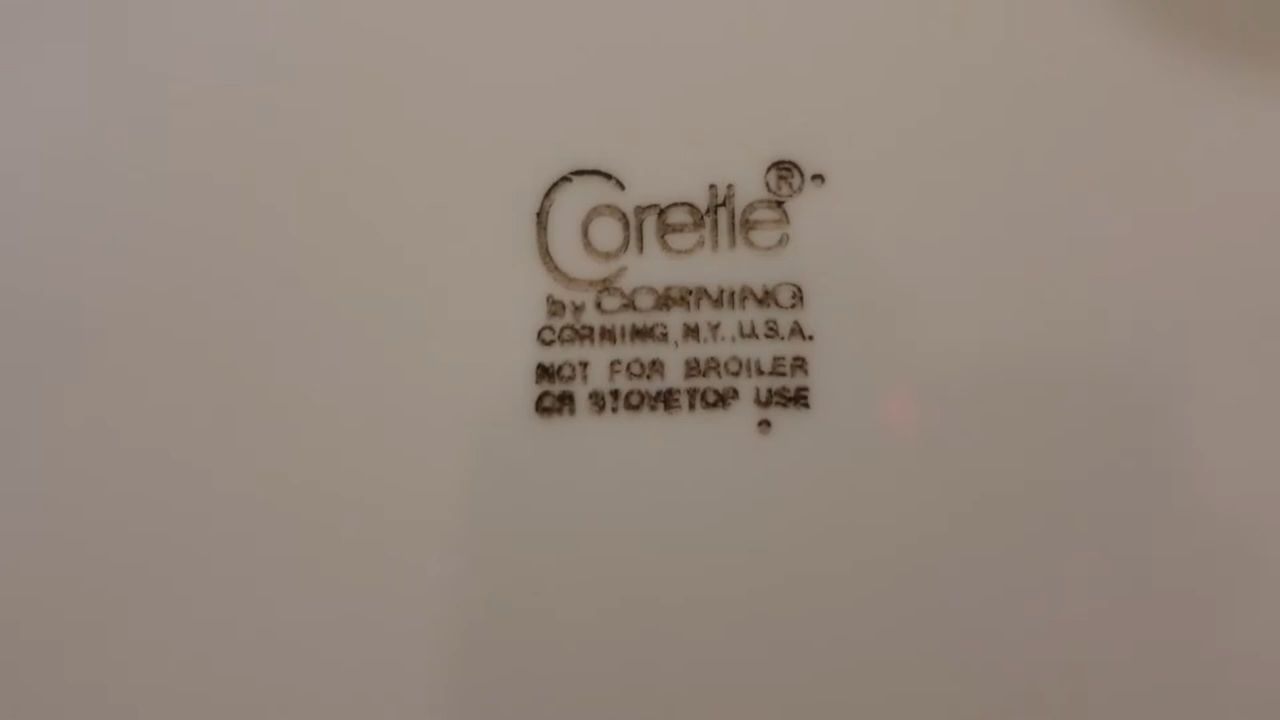 Corelle®
by CORNING
CORNING, N.Y., U.S.A.
NOT FOR BROILER
OR STOVETOP USE